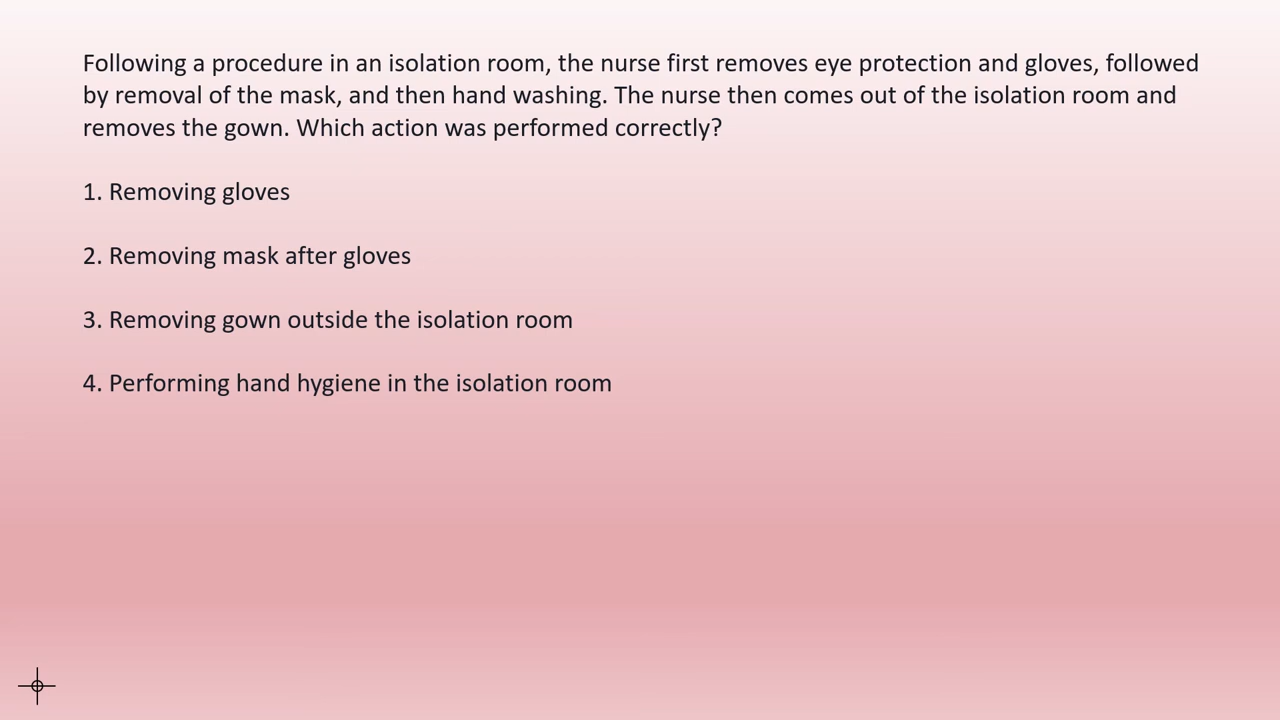 Following a procedure in an isolation room, the nurse first removes eye protection and gloves, followed
by removal of the mask, and then hand washing. The nurse then comes out of the isolation room and
removes the gown. Which action was performed correctly?
1. Removing gloves
2. Removing mask after gloves
3. Removing gown outside the isolation room
4. Performing hand hygiene in the isolation room